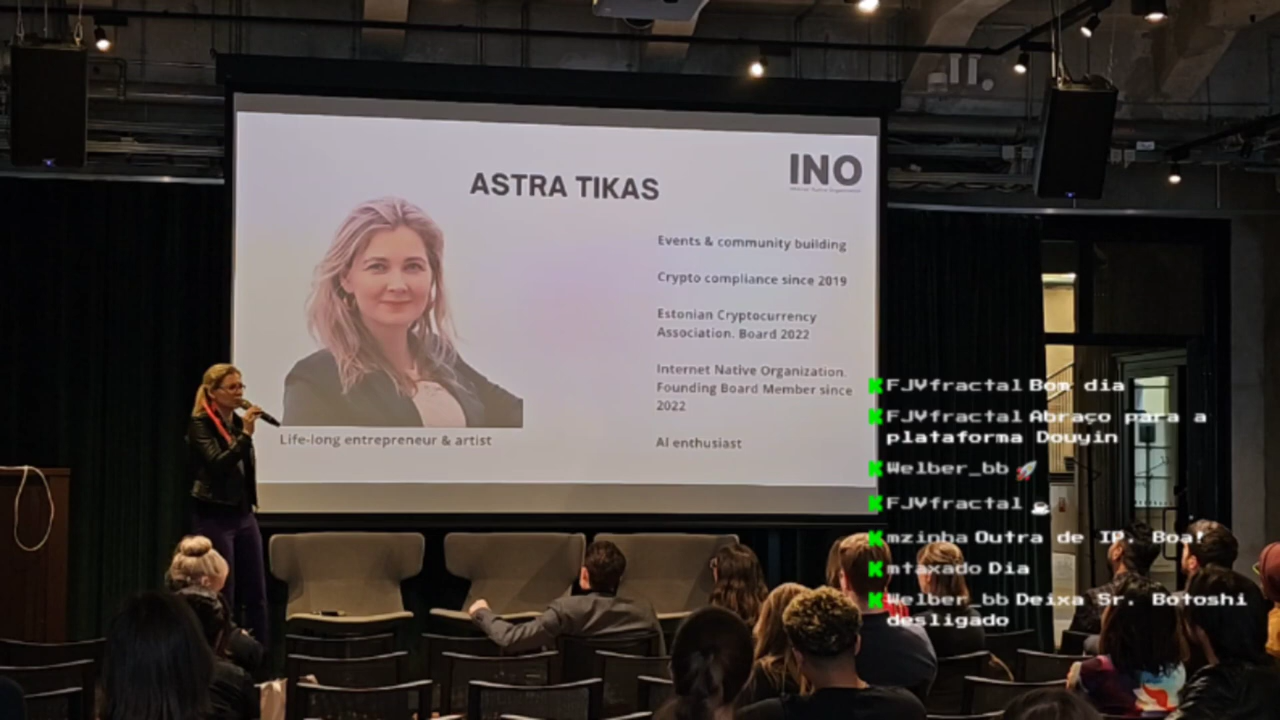 INO
ASTRA TIKAS
Events & community building
Crypto compliance since 2019
Estonian Cryptocurrency
Association. Board 2022
Internet Native Organization.
Founding Board Member since
2022
AI enthusiast
Life-long entrepreneur & artist
FJVfractal Bom dia
FJVfractal Abraço para a
plataforma Douyin
Welber_bb 🚀
FJVfractal ☕
mzinha Outra de IP. Boa!
mtaxado Dia
Welber_bb Deixa Sr. Botoshi
desligado